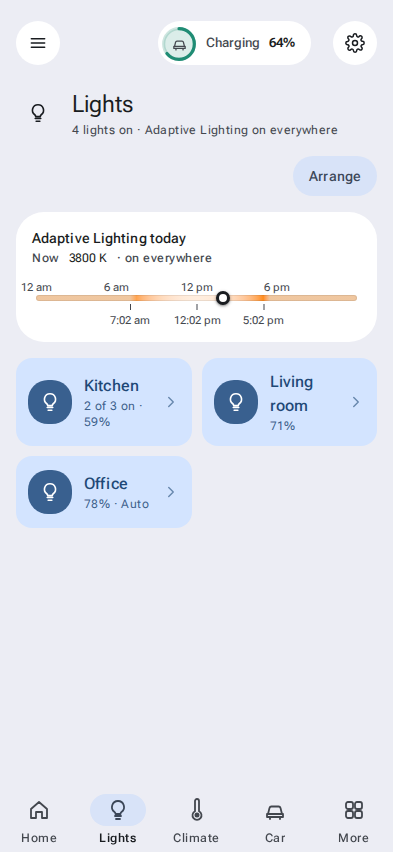 Charging 64%
Lights
4 lights on · Adaptive Lighting on everywhere
Arrange
Adaptive Lighting today
Now 3800 K · on everywhere
12 am 6 am 12 pm 6 pm
7:02 am 12:02 pm 5:02 pm
Kitchen
2 of 3 on ·
59%
Living
room
71%
Office
78% · Auto
Home Lights Climate Car More